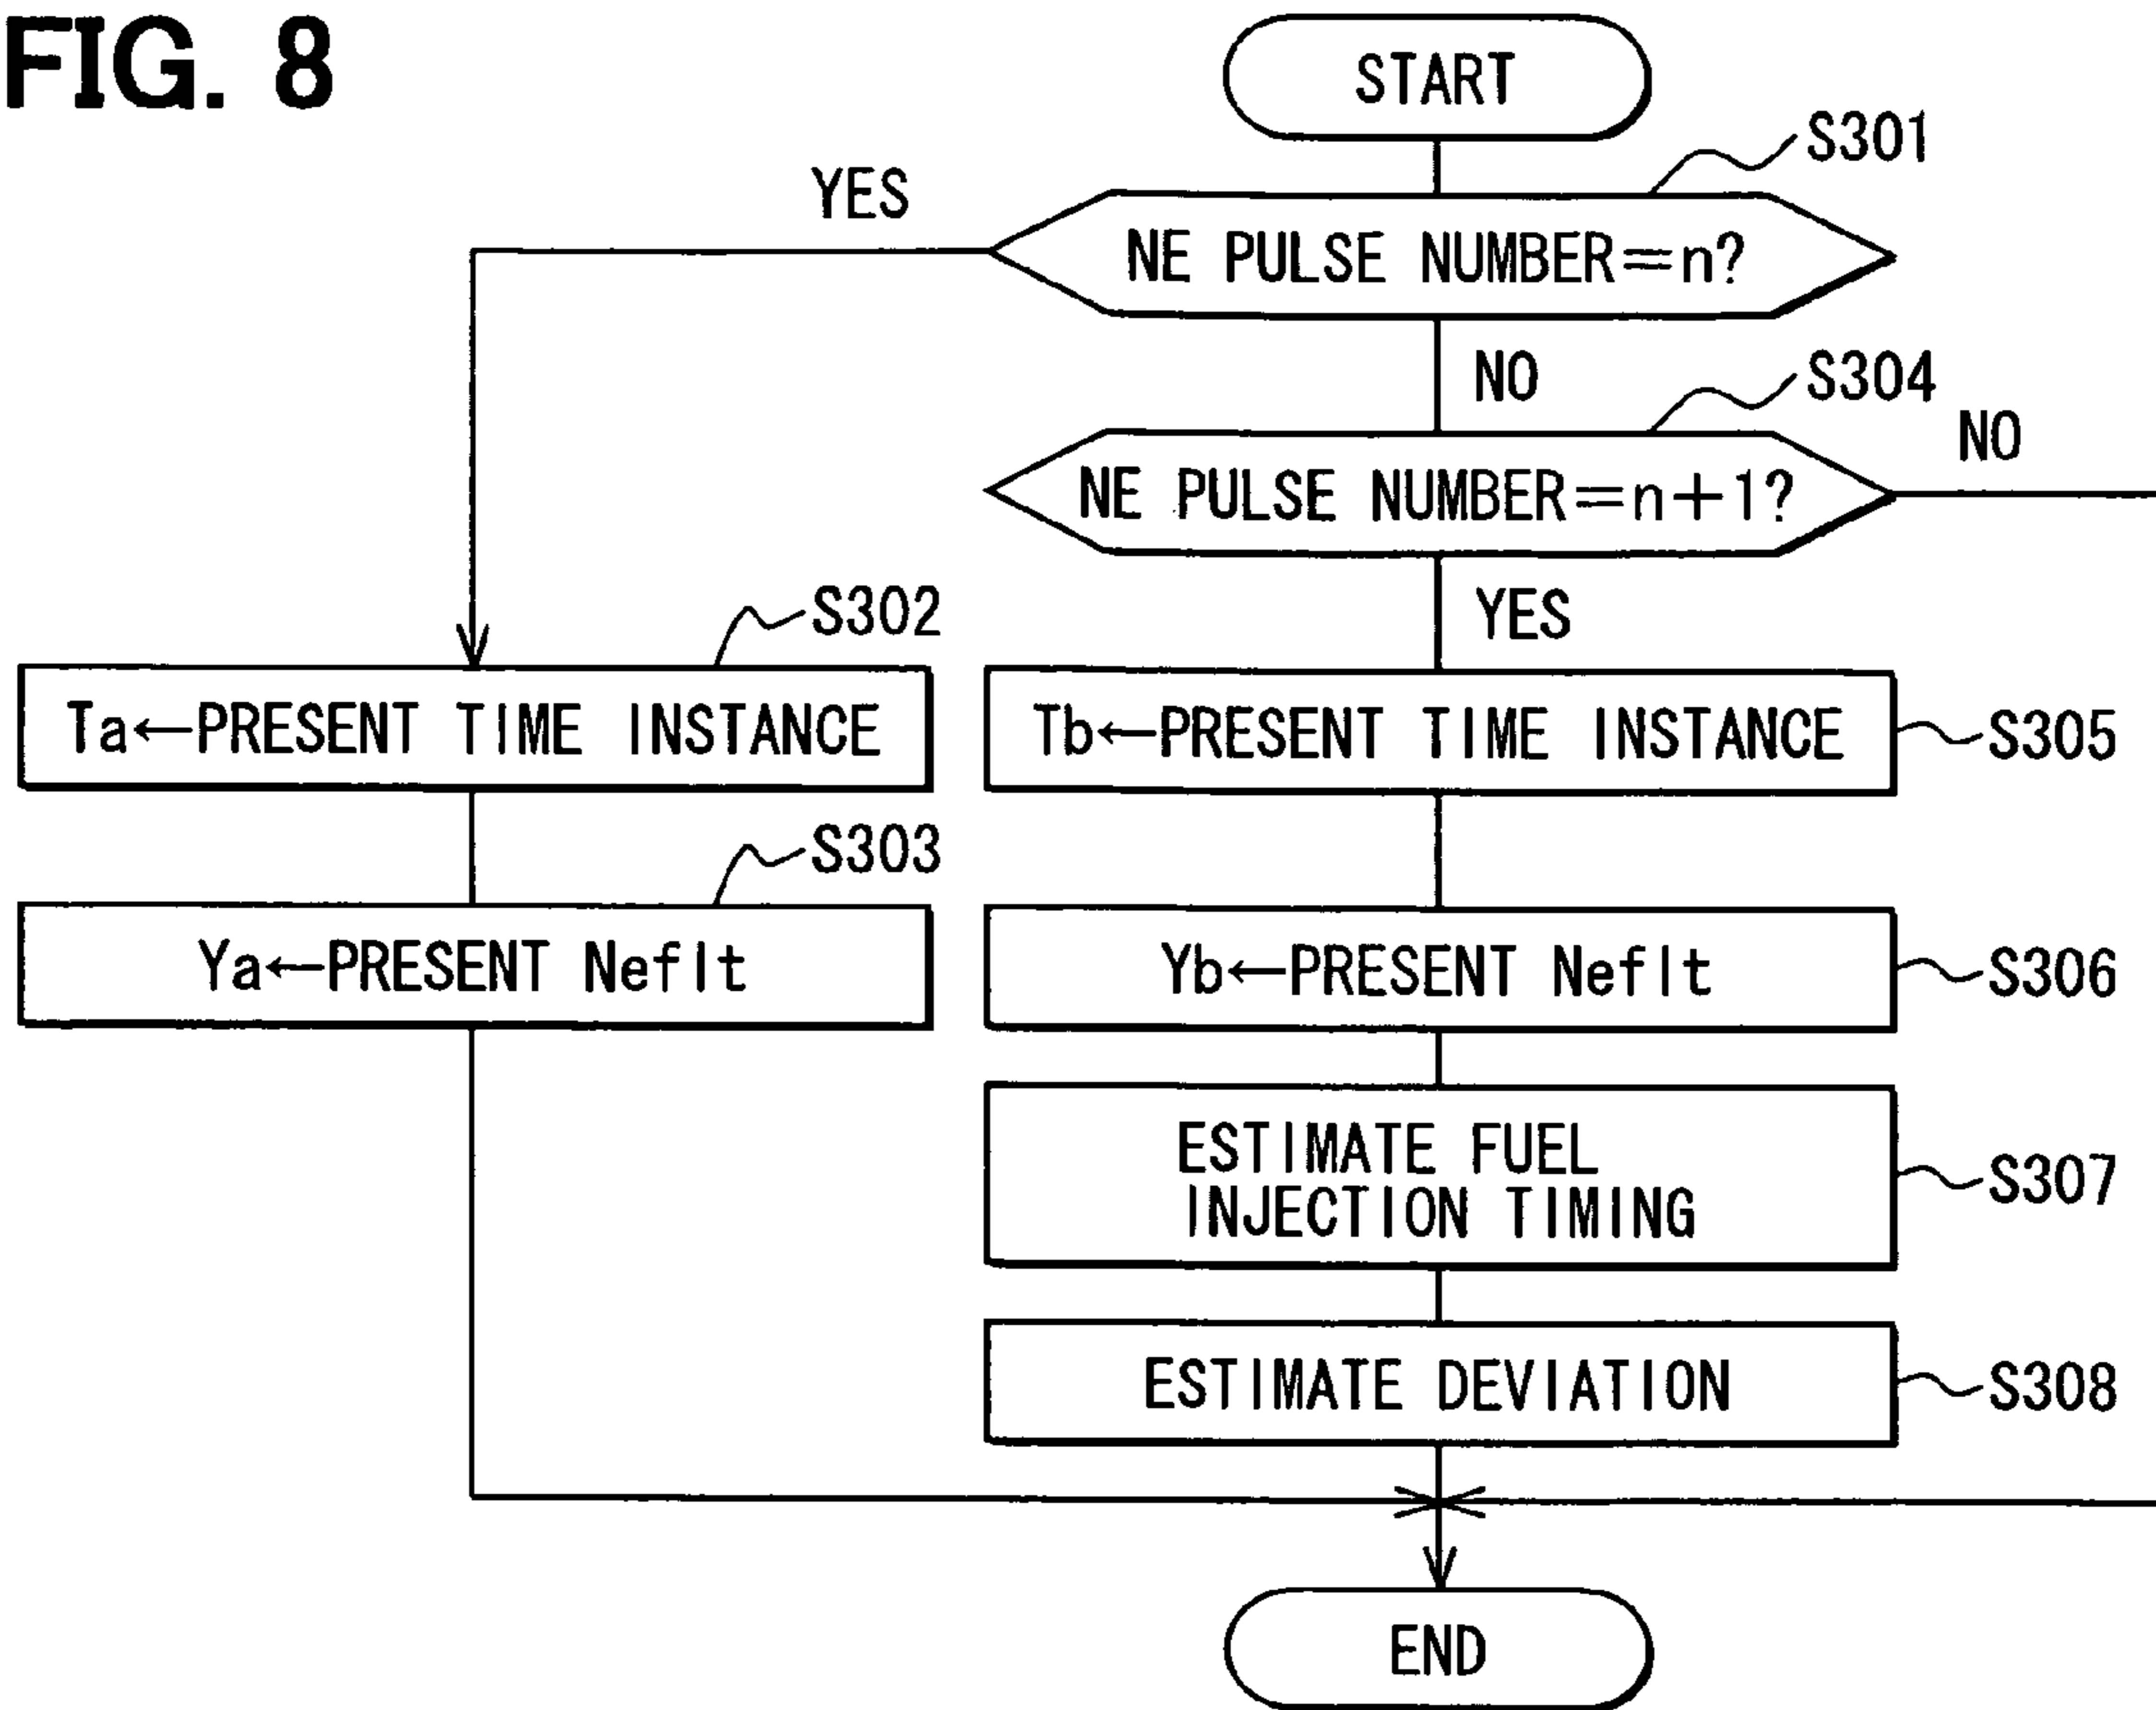 FIG. 8
START
S301
YES
NE PULSE NUMBER=n?
NO
S304
NO
NE PULSE NUMBER=n+1?
YES
S302
Ta←PRESENT TIME INSTANCE
Tb←PRESENT TIME INSTANCE
S305
S303
Ya←PRESENT Neflt
Yb←PRESENT Neflt
S306
ESTIMATE FUEL
INJECTION TIMING
S307
ESTIMATE DEVIATION
S308
END